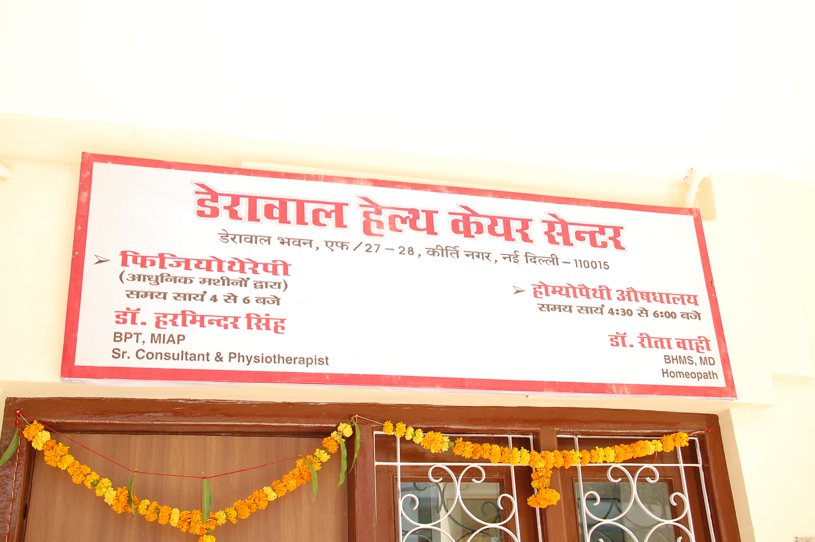 डेरावाल हेल्थ केयर सेन्टर
डेरावाल भवन, एफ/27-28, कीर्ति नगर, नई दिल्ली-110015
➢ फिजियोथेरेपी
(आधुनिक मशीनों द्वारा)
समय सायं 4 से 6 बजे
डॉ. हरमिन्दर सिंह
BPT, MIAP
Sr. Consultant & Physiotherapist
➢ होम्योपैथी औषधालय
समय सायं 4:30 से 6:00 बजे
डॉ. रीता वाही
BHMS, MD
Homeopath